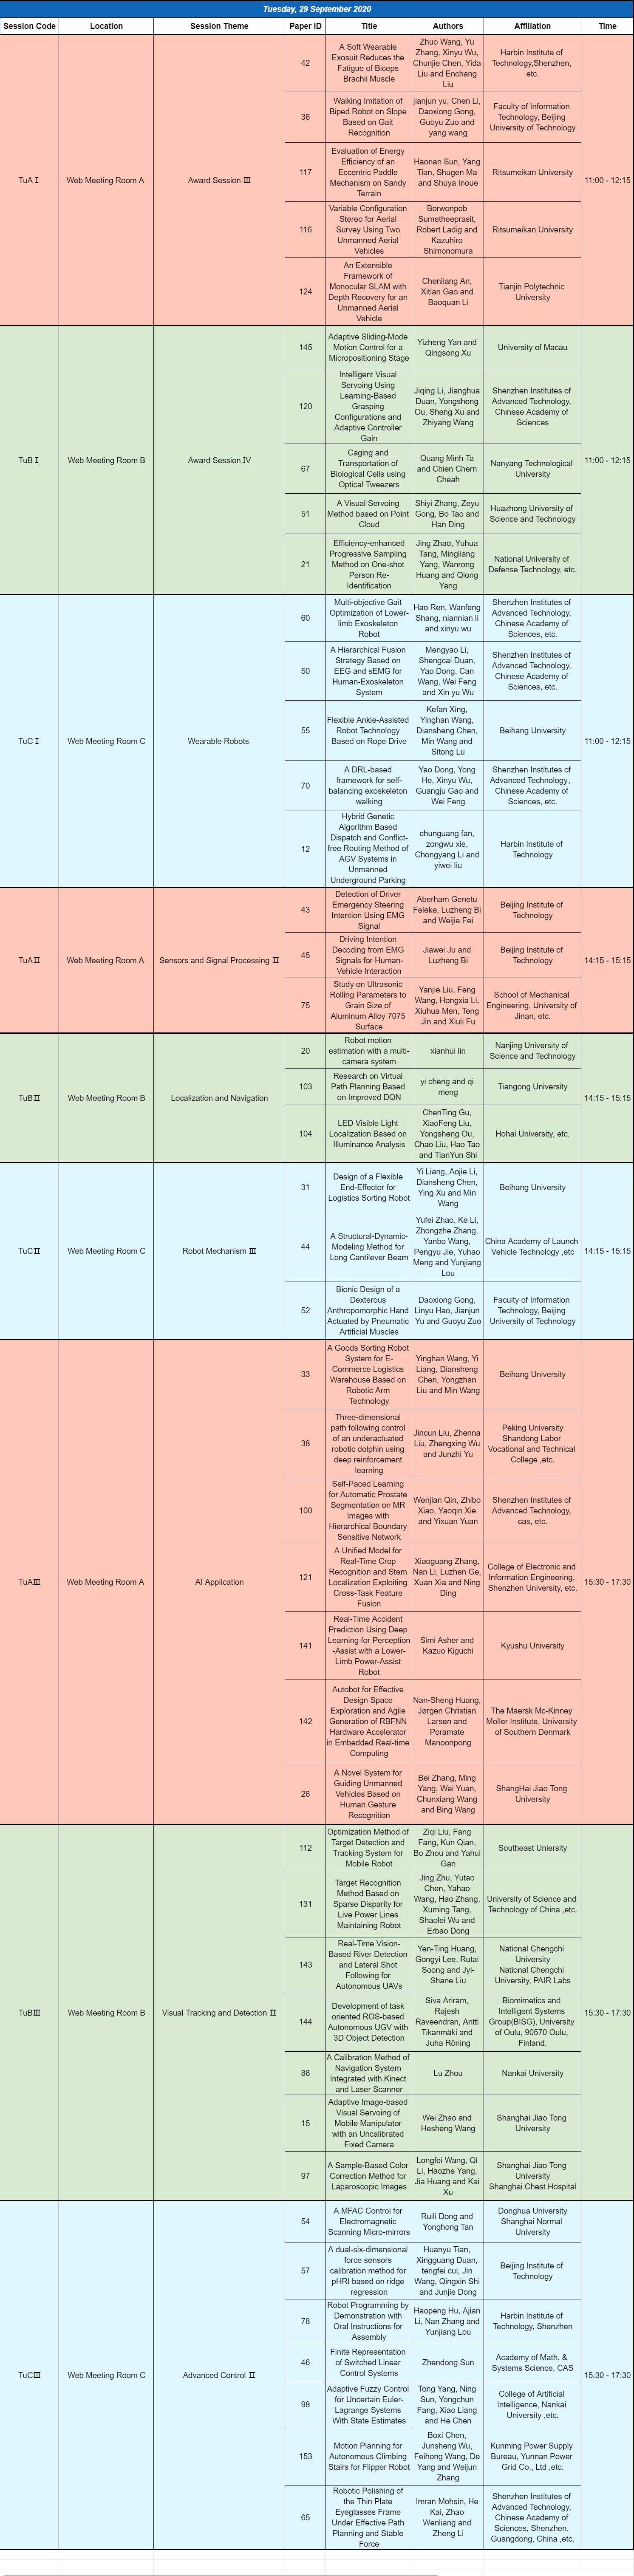 Tuesday, 29 September 2020
Session Code Location Session Theme Paper ID Title Authors Affiliation Time
TuAⅠ Web Meeting Room A Award Session Ⅲ 11:00 - 12:15
42
A Soft Wearable
Exosuit Reduces the
Fatigue of Biceps
Brachii Muscle
Zhuo Wang, Yu
Zhang, Xinyu Wu,
Chunjie Chen, Yida
Liu and Enchang
Liu
Harbin Institute of
Technology,Shenzhen,
etc.
36
Walking Imitation of
Biped Robot on Slope
Based on Gait
Recognition
jianjun yu, Chen Li,
Daoxiong Gong,
Guoyu Zuo and
yang wang
Faculty of Information
Technology, Beijing
University of Technology
117
Evaluation of Energy
Efficiency of an
Eccentric Paddle
Mechanism on Sandy
Terrain
Haonan Sun, Yang
Tian, Shugen Ma
and Shuya Inoue
Ritsumeikan University
116
Variable Configuration
Stereo for Aerial
Survey Using Two
Unmanned Aerial
Vehicles
Borwonpob
Sumetheeprasit,
Robert Ladig and
Kazuhiro
Shimonomura
Ritsumeikan University
124
An Extensible
Framework of
Monocular SLAM with
Depth Recovery for an
Unmanned Aerial
Vehicle
Chenliang An,
Xitian Gao and
Baoquan Li
Tianjin Polytechnic
University
TuBⅠ Web Meeting Room B Award Session Ⅳ 11:00 - 12:15
145
Adaptive Sliding-Mode
Motion Control for a
Micropositioning Stage
Yizheng Yan and
Qingsong Xu
University of Macau
120
Intelligent Visual
Servoing Using
Learning-Based
Grasping
Configurations and
Adaptive Controller
Gain
Jiqing Li, Jianghua
Duan, Yongsheng
Ou, Sheng Xu and
Zhiyang Wang
Shenzhen Institutes of
Advanced Technology,
Chinese Academy of
Sciences
67
Caging and
Transportation of
Biological Cells using
Optical Tweezers
Quang Minh Ta
and Chien Chern
Cheah
Nanyang Technological
University
51
A Visual Servoing
Method based on Point
Cloud
Shiyi Zhang, Zeyu
Gong, Bo Tao and
Han Ding
Huazhong University of
Science and Technology
21
Efficiency-enhanced
Progressive Sampling
Method on One-shot
Person Re-
Identification
Jing Zhao, Yuhua
Tang, Mingliang
Yang, Wanrong
Huang and Qiong
Yang
National University of
Defense Technology, etc.
TuCⅠ Web Meeting Room C Wearable Robots 11:00 - 12:15
60
Multi-objective Gait
Optimization of Lower-
limb Exoskeleton
Robot
Hao Ren, Wanfeng
Shang, niannian li
and xinyu wu
Shenzhen Institutes of
Advanced Technology,
Chinese Academy of
Sciences, etc.
50
A Hierarchical Fusion
Strategy Based on
EEG and sEMG for
Human-Exoskeleton
System
Mengyao Li,
Shengcai Duan,
Yao Dong, Can
Wang, Wei Feng
and Xin yu Wu
Shenzhen Institutes of
Advanced Technology,
Chinese Academy of
Sciences, etc.
55
Flexible Ankle-Assisted
Robot Technology
Based on Rope Drive
Kefan Xing,
Yinghan Wang,
Diansheng Chen,
Min Wang and
Sitong Lu
Beihang University
70
A DRL-based
framework for self-
balancing exoskeleton
walking
Yao Dong, Yong
He, Xinyu Wu,
Guangju Gao and
Wei Feng
Shenzhen Institutes of
Advanced Technology,
Chinese Academy of
Sciences, etc.
12
Hybrid Genetic
Algorithm Based
Dispatch and Conflict-
free Routing Method of
AGV Systems in
Unmanned
Underground Parking
chunguang fan,
zongwu xie,
Chongyang Li and
yiwei liu
Harbin Institute of
Technology
TuAⅡ Web Meeting Room A Sensors and Signal Processing Ⅱ 14:15 - 15:15
43
Detection of Driver
Emergency Steering
Intention Using EMG
Signal
Aberham Genetu
Feleke, Luzheng Bi
and Weijie Fei
Beijing Institute of
Technology
45
Driving Intention
Decoding from EMG
Signals for Human-
Vehicle Interaction
Jiawei Ju and
Luzheng Bi
Beijing Institute of
Technology
75
Study on Ultrasonic
Rolling Parameters to
Grain Size of
Aluminum Alloy 7075
Surface
Yanjie Liu, Feng
Wang, Hongxia Li,
Xiuhua Men, Teng
Jin and Xiuli Fu
School of Mechanical
Engineering, University of
Jinan, etc.
TuBⅡ Web Meeting Room B Localization and Navigation 14:15 - 15:15
20
Robot motion
estimation with a multi-
camera system
xianhui lin
Nanjing University of
Science and Technology
103
Research on Virtual
Path Planning Based
on Improved DQN
yi cheng and qi
meng
Tiangong University
104
LED Visible Light
Localization Based on
Illuminance Analysis
ChenTing Gu,
XiaoFeng Liu,
Yongsheng Ou,
Chao Liu, Hao Tao
and TianYun Shi
Hohai University, etc.
TuCⅡ Web Meeting Room C Robot Mechanism Ⅲ 14:15 - 15:15
31
Design of a Flexible
End-Effector for
Logistics Sorting Robot
Yi Liang, Aojie Li,
Diansheng Chen,
Ying Xu and Min
Wang
Beihang University
44
A Structural-Dynamic-
Modeling Method for
Long Cantilever Beam
Yufei Zhao, Ke Li,
Zhongzhe Zhang,
Yanbo Wang,
Pengyu Jie, Yuhao
Meng and Yunjiang
Lou
China Academy of Launch
Vehicle Technology ,etc
52
Bionic Design of a
Dexterous
Anthropomorphic Hand
Actuated by Pneumatic
Artificial Muscles
Daoxiong Gong,
Linyu Hao, Jianjun
Yu and Guoyu Zuo
Faculty of Information
Technology, Beijing
University of Technology
TuAⅢ Web Meeting Room A AI Application 15:30 - 17:30
33
A Goods Sorting Robot
System for E-
Commerce Logistics
Warehouse Based on
Robotic Arm
Technology
Yinghan Wang, Yi
Liang, Diansheng
Chen, Yongzhan
Liu and Min Wang
Beihang University
38
Three-dimensional
path following control
of an underactuated
robotic dolphin using
deep reinforcement
learning
Jincun Liu, Zhenna
Liu, Zhengxing Wu
and Junzhi Yu
Peking University
Shandong Labor
Vocational and Technical
College ,etc.
100
Self-Paced Learning
for Automatic Prostate
Segmentation on MR
Images with
Hierarchical Boundary
Sensitive Network
Wenjian Qin, Zhibo
Xiao, Yaoqin Xie
and Yixuan Yuan
Shenzhen Institutes of
Advanced Technology,
cas, etc.
121
A Unified Model for
Real-Time Crop
Recognition and Stem
Localization Exploiting
Cross-Task Feature
Fusion
Xiaoguang Zhang,
Nan Li, Luzhen Ge,
Xuan Xia and Ning
Ding
College of Electronic and
Information Engineering,
Shenzhen University, etc.
141
Real-Time Accident
Prediction Using Deep
Learning for Perception
-Assist with a Lower-
Limb Power-Assist
Robot
Simi Asher and
Kazuo Kiguchi
Kyushu University
142
Autobot for Effective
Design Space
Exploration and Agile
Generation of RBFNN
Hardware Accelerator
in Embedded Real-time
Computing
Nan-Sheng Huang,
Jørgen Christian
Larsen and
Poramate
Manoonpong
The Maersk Mc-Kinney
Moller Institute, University
of Southern Denmark
26
A Novel System for
Guiding Unmanned
Vehicles Based on
Human Gesture
Recognition
Bei Zhang, Ming
Yang, Wei Yuan,
Chunxiang Wang
and Bing Wang
ShangHai Jiao Tong
University
TuBⅢ Web Meeting Room B Visual Tracking and Detection Ⅱ 15:30 - 17:30
112
Optimization Method of
Target Detection and
Tracking System for
Mobile Robot
Ziqi Liu, Fang
Fang, Kun Qian,
Bo Zhou and Yahui
Gan
Southeast Uniersity
131
Target Recognition
Method Based on
Sparse Disparity for
Live Power Lines
Maintaining Robot
Jing Zhu, Yutao
Chen, Yahao
Wang, Hao Zhang,
Xuming Tang,
Shaolei Wu and
Erbao Dong
University of Science and
Technology of China ,etc.
143
Real-Time Vision-
Based River Detection
and Lateral Shot
Following for
Autonomous UAVs
Yen-Ting Huang,
Gongyi Lee, Rutai
Soong and Jyi-
Shane Liu
National Chengchi
University
National Chengchi
University, PAIR Labs
144
Development of task
oriented ROS-based
Autonomous UGV with
3D Object Detection
Siva Ariram,
Rajesh
Raveendran, Antti
Tikanmäki and
Juha Röning
Biomimetics and
Intelligent Systems
Group(BISG), University
of Oulu, 90570 Oulu,
Finland.
86
A Calibration Method of
Navigation System
Integrated with Kinect
and Laser Scanner
Lu Zhou
Nankai University
15
Adaptive Image-based
Visual Servoing of
Mobile Manipulator
with an Uncalibrated
Fixed Camera
Wei Zhao and
Hesheng Wang
Shanghai Jiao Tong
University
97
A Sample-Based Color
Correction Method for
Laparoscopic Images
Longfei Wang, Qi
Li, Haozhe Yang,
Jia Huang and Kai
Xu
Shanghai Jiao Tong
University
Shanghai Chest Hospital
TuCⅢ Web Meeting Room C Advanced Control Ⅱ 15:30 - 17:30
54
A MFAC Control for
Electromagnetic
Scanning Micro-mirrors
Ruili Dong and
Yonghong Tan
Donghua University
Shanghai Normal
University
57
A dual-six-dimensional
force sensors
calibration method for
pHRI based on ridge
regression
Huanyu Tian,
Xingguang Duan,
tengfei cui, Jin
Wang, Qingxin Shi
and Junjie Dong
Beijing Institute of
Technology
78
Robot Programming by
Demonstration with
Oral Instructions for
Assembly
Haopeng Hu, Ajian
Li, Nan Zhang and
Yunjiang Lou
Harbin Institute of
Technology, Shenzhen
46
Finite Representation
of Switched Linear
Control Systems
Zhendong Sun
Academy of Math. &
Systems Science, CAS
98
Adaptive Fuzzy Control
for Uncertain Euler-
Lagrange Systems
With State Estimates
Tong Yang, Ning
Sun, Yongchun
Fang, Xiao Liang
and He Chen
College of Artificial
Intelligence, Nankai
University ,etc.
153
Motion Planning for
Autonomous Climbing
Stairs for Flipper Robot
Boxi Chen,
Junsheng Wu,
Feihong Wang, De
Yang and Weijun
Zhang
Kunming Power Supply
Bureau, Yunnan Power
Grid Co., Ltd ,etc.
65
Robotic Polishing of
the Thin Plate
Eyeglasses Frame
Under Effective Path
Planning and Stable
Force
Imran Mohsin, He
Kai, Zhao
Wenliang and
Zheng Li
Shenzhen Institutes of
Advanced Technology,
Chinese Academy of
Sciences, Shenzhen,
Guangdong, China ,etc.